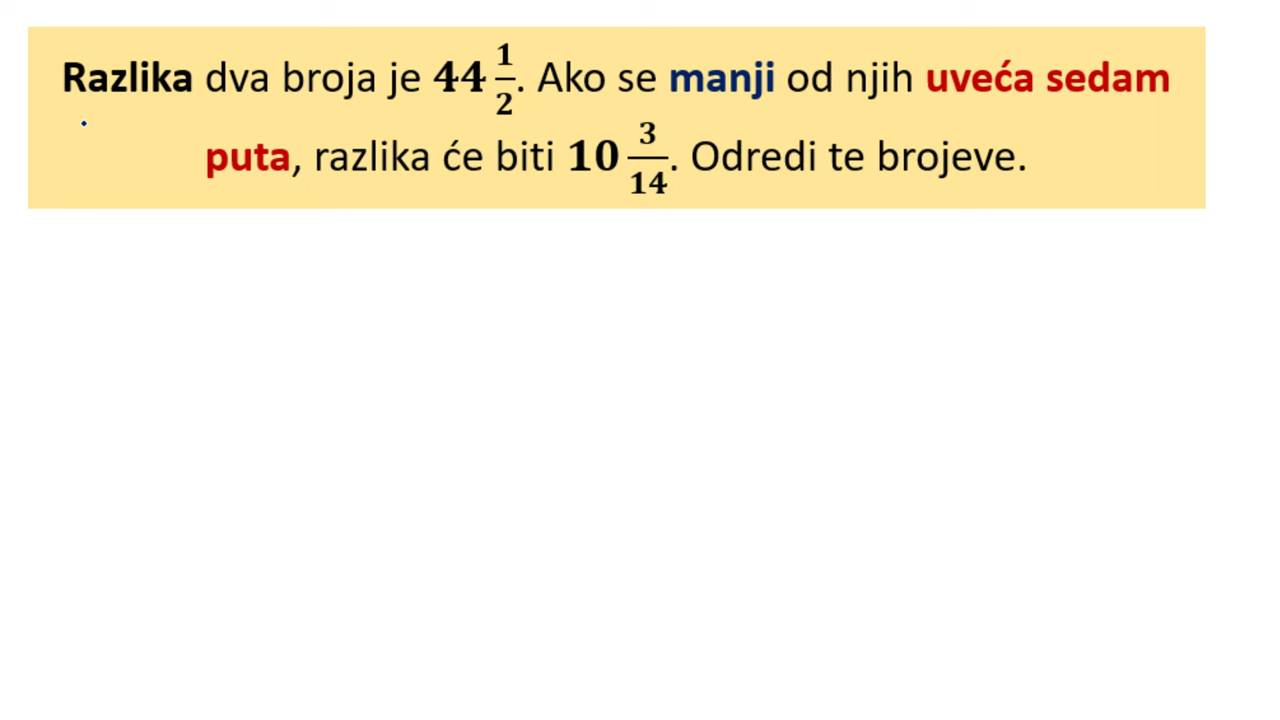 Razlika dva broja je 44 1/2. Ako se manji od njih uveća sedam
puta, razlika će biti 10 3/14. Odredi te brojeve.